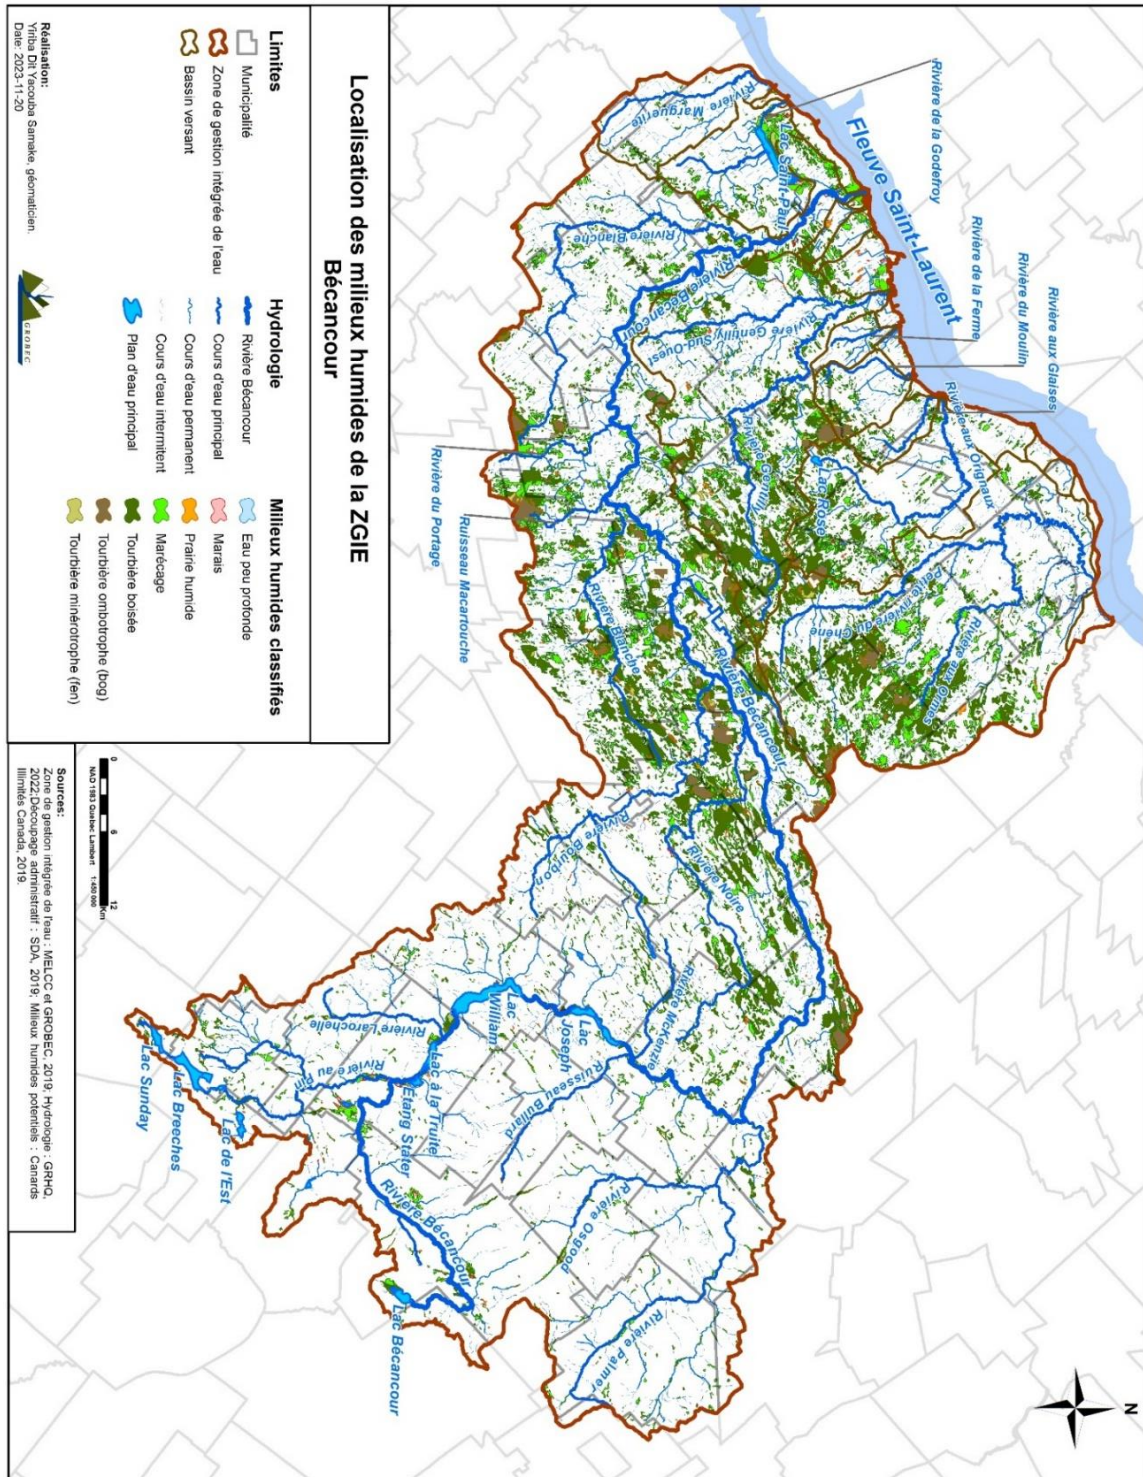 Localisation des milieux humides de la ZGIE
Bécancour
Limites
Municipalité
Zone de gestion intégrée de l'eau
Bassin versant
Hydrologie
Rivière Bécancour
Cours d'eau principal
Cours d'eau permanent
Cours d'eau intermitent
Plan d'eau principal
Milieux humides classifiés
Eau peu profonde
Marais
Prairie humide
Marécage
Tourbière boisée
Tourbière ombotrophe (bog)
Tourbière minérotrophe (fen)
Réalisation:
Yiriba Dit Yacouba Samake, géomaticien.
Date: 2023-11-20
GROBEC
0 6 12
Km
NAD 1983 Quebec Lambert 1:450 000
Sources:
Zone de gestion intégrée de l'eau : MELCC et GROBEC, 2019; Hydrologie : GRHQ,
2022;Découpage administratif : SDA, 2019; Milieux humides potentiels : Canards
Illimités Canada, 2019.
N
Fleuve Saint-Laurent
Rivière de la Godefroy
Rivière de la Ferme
Rivière du Moulin
Rivière aux Glaises
Rivière Marguerite
Lac Saint-Paul
Rivière Blanche
Rivière Bécancour
Rivière Gentilly Sud-Ouest
Rivière Gentilly
Lac Rose
Rivière aux Orignaux
Petite rivière du Chêne
Rivière aux Ormes
Rivière du Portage
Ruisseau Macartouche
Rivière Blanche
Rivière Bécancour
Rivière Bourbon
Rivière Noire
Rivière McKenzie
Lac
William
Lac
Joseph
Ruisseau Bullard
Rivière Larochelle
Rivière au Pin
Lac à la Truite
Étang Stater
Lac Sunday
Lac Breeches
Lac de l'Est
Rivière Bécancour
Lac Bécancour
Rivière Osgood
Rivière Palmer